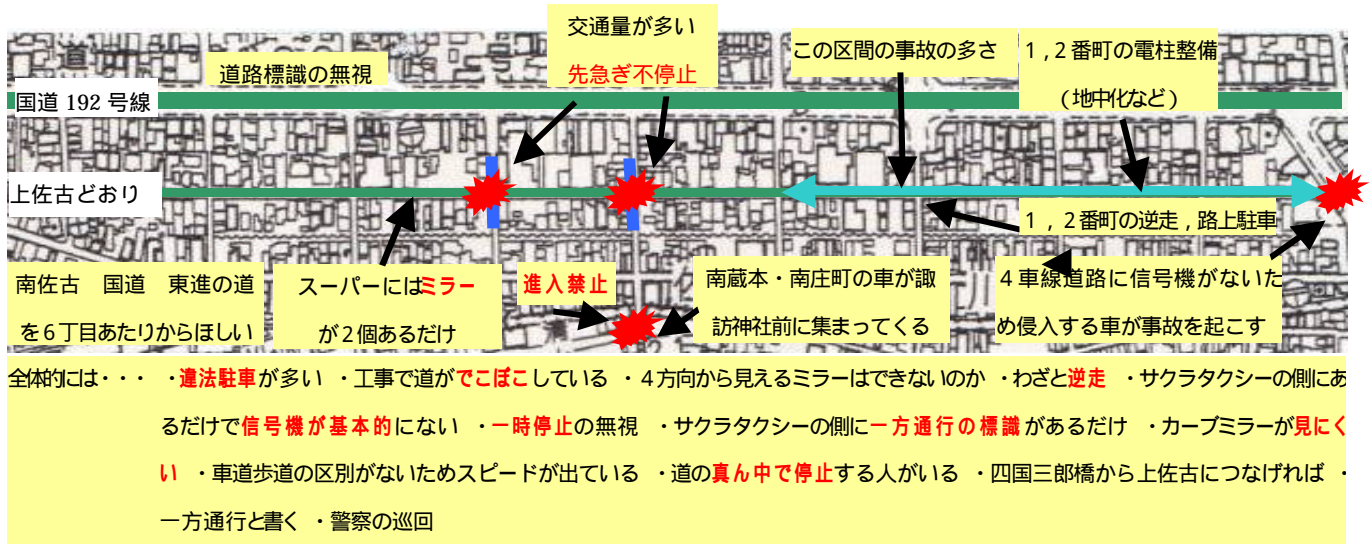 交通量が多い
先急ぎ不停止
道路標識の無視
この区間の事故の多さ
1,2番町の電柱整備
(地中化など)
国道192号線
上佐古どおり
1,2番町の逆走,路上駐車
南佐古 国道 東進の道
を6丁目あたりからほしい
スーパーにはミラー
が2個あるだけ
進入禁止
南蔵本・南庄町の車が諏
訪神社前に集まってくる
4車線道路に信号機がないた
め侵入する車が事故を起こす
全体的には・・・ ・違法駐車が多い ・工事で道がでこぼこしている ・4方向から見えるミラーはできないのか ・わざと逆走 ・サクラタクシーの側にあ
るだけで信号機が基本的にない ・一時停止の無視 ・サクラタクシーの側に一方通行の標識があるだけ ・カーブミラーが見にく
い ・車道歩道の区別がないためスピードが出ている ・道の真ん中で停止する人がいる ・四国三郎橋から上佐古につなげれば ・
一方通行と書く ・警察の巡回